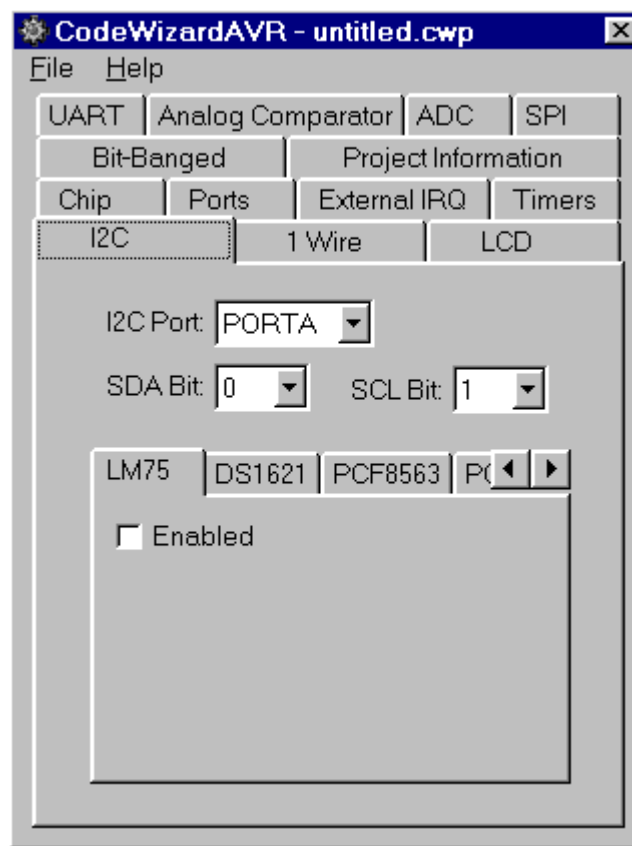 CodeWizardAVR - untitled.cwp
File Help
UART Analog Comparator ADC SPI
Bit-Banged Project Information
Chip Ports External IRQ Timers
I2C 1 Wire LCD
I2C Port: PORTA
SDA Bit: 0 SCL Bit: 1
LM75 DS1621 PCF8563
Enabled